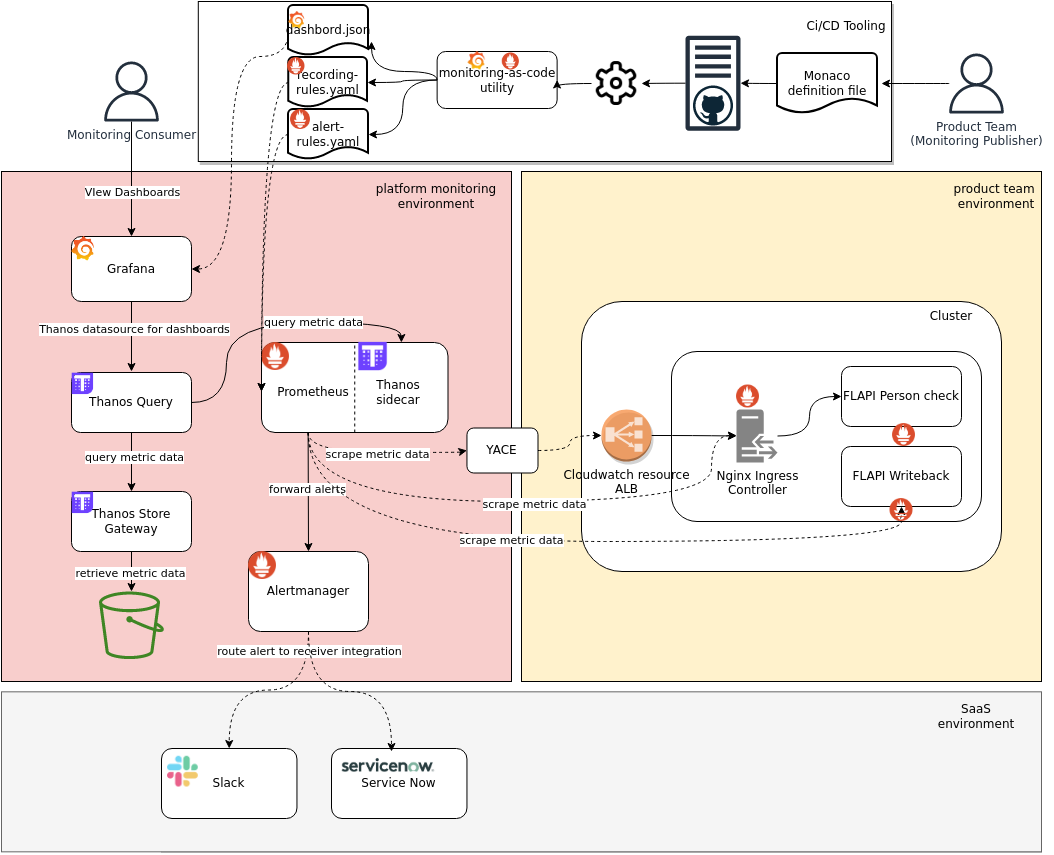 Ci/CD Tooling
dashbord.json
recording-
rules.yaml
alert-
rules.yaml
monitoring-as-code
utility
Monaco
definition file
Monitoring Consumer
Product Team
(Monitoring Publisher)
VIew Dashboards
platform monitoring
environment
product team
environment
Grafana
Thanos datasource for dashboards
query metric data
Cluster
Thanos Query
Prometheus
Thanos
sidecar
FLAPI Person check
query metric data
scrape metric data
YACE
Cloudwatch resource
ALB
Nginx Ingress
Controller
FLAPI Writeback
forward alerts
scrape metric data
Thanos Store
Gateway
scrape metric data
retrieve metric data
Alertmanager
route alert to receiver integration
SaaS
environment
Slack
servicenow.
Service Now